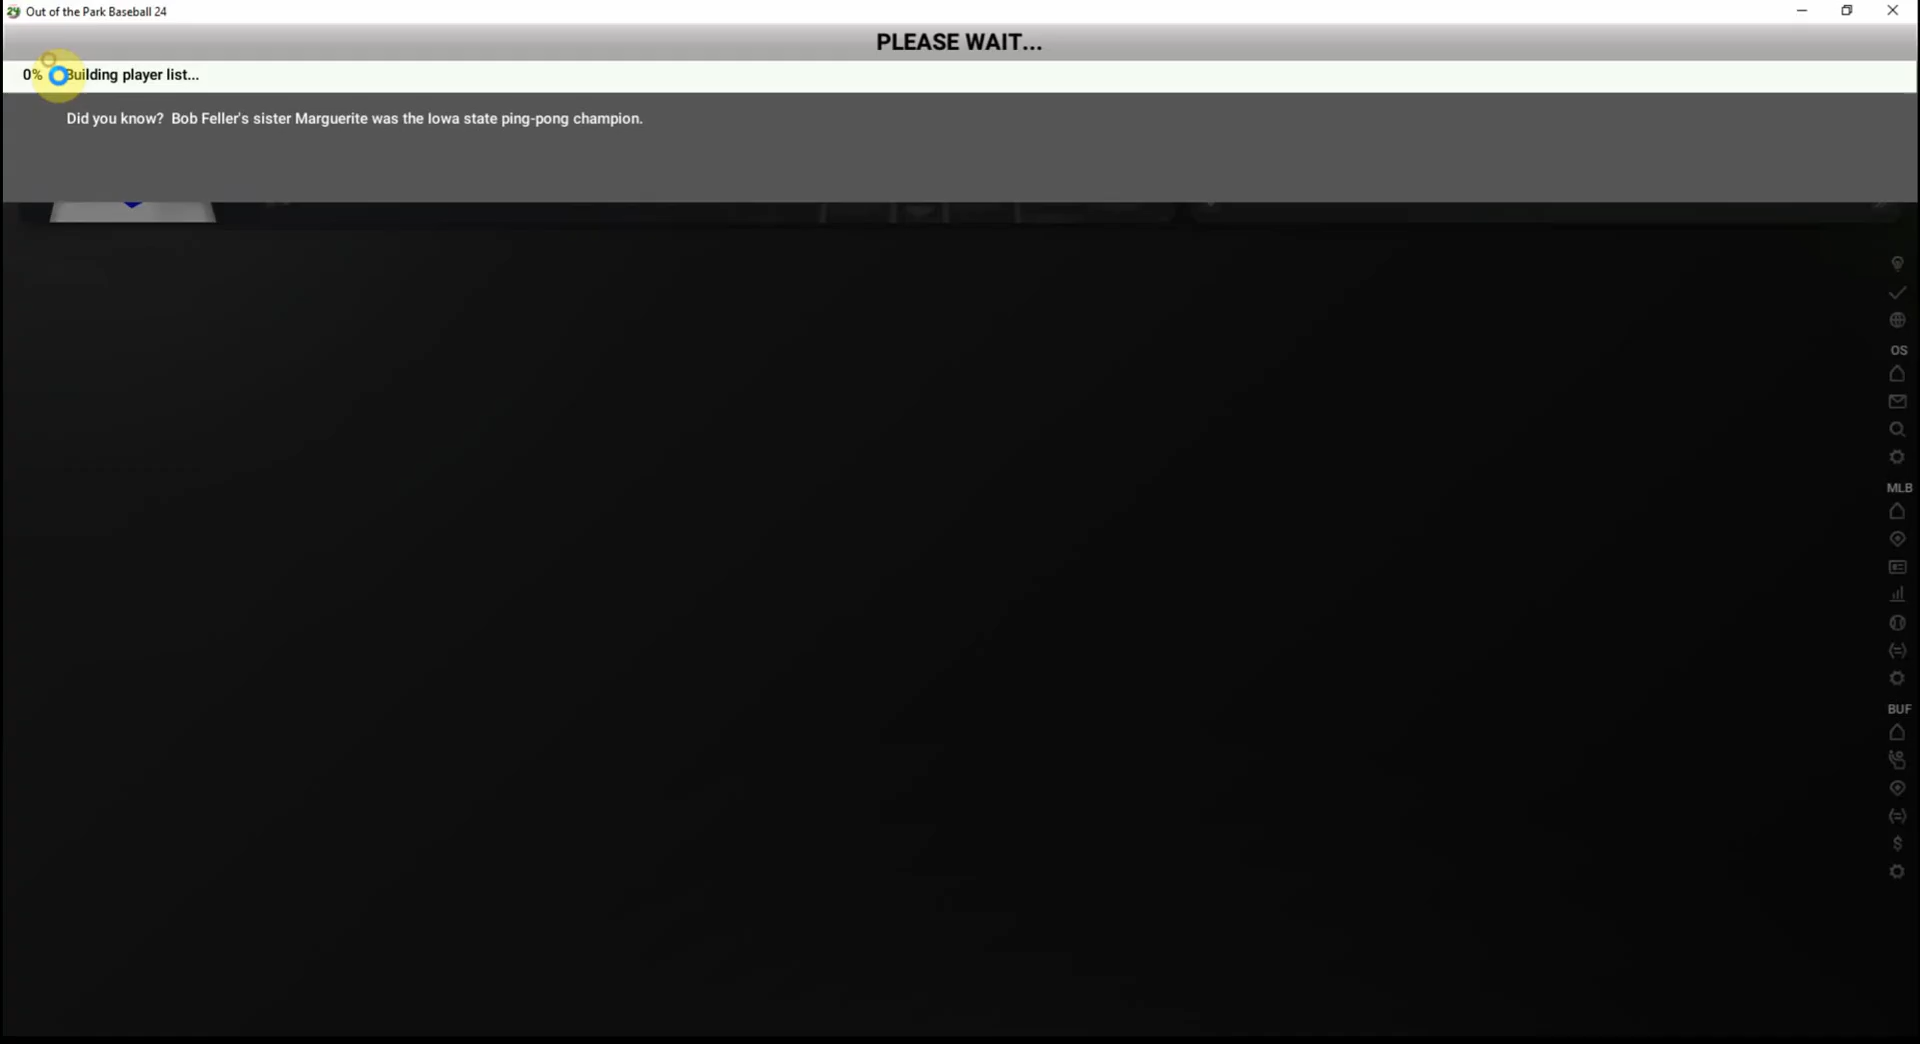 Out of the Park Baseball 24
PLEASE WAIT...
0% Building player list...
Did you know? Bob Feller's sister Marguerite was the Iowa state ping-pong champion.
OS
MLB
BUF
$